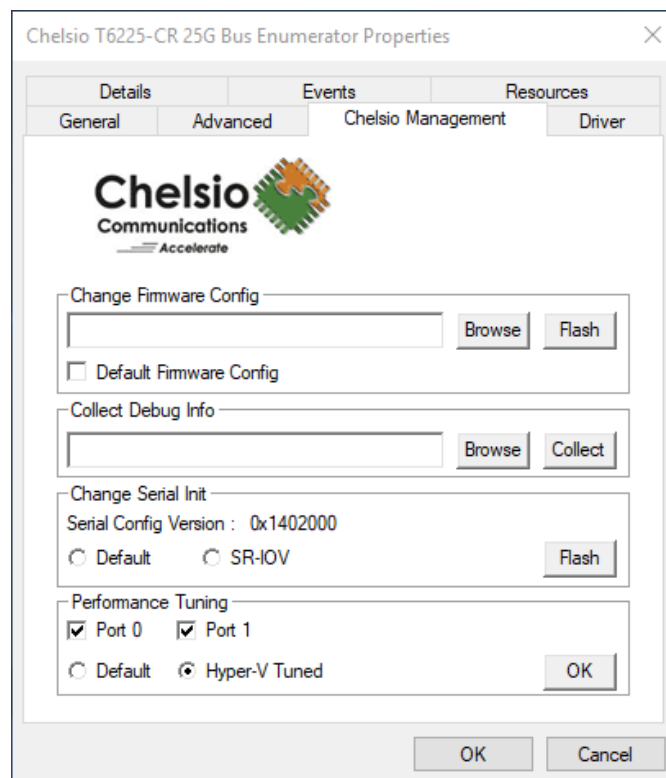 Chelsio T6225-CR 25G Bus Enumerator Properties
Details Events Resources
General Advanced Chelsio Management Driver
Chelsio
Communications
Accelerate
Change Firmware Config
Browse Flash
Default Firmware Config
Collect Debug Info
Browse Collect
Change Serial Init
Serial Config Version : 0x1402000
Default SR-IOV Flash
Performance Tuning
Port 0 Port 1
Default Hyper-V Tuned OK
OK Cancel